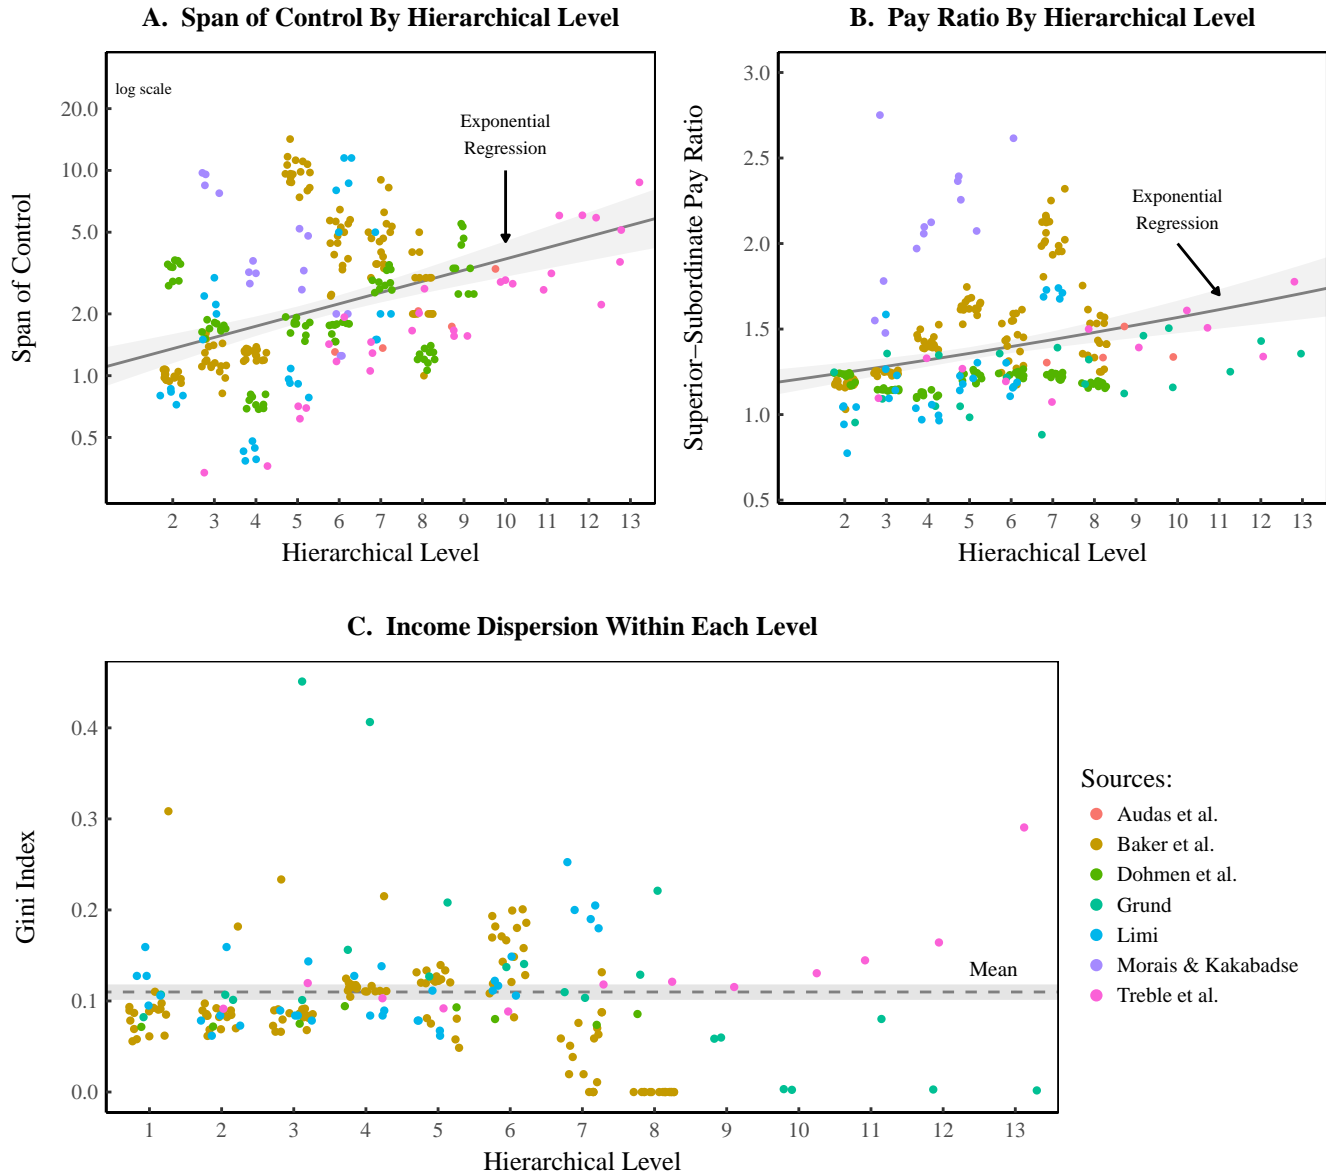 A. Span of Control By Hierarchical Level
log scale
Exponential
Regression
20.0
10.0
5.0
2.0
1.0
0.5
Span of Control
2 3 4 5 6 7 8 9 10 11 12 13
Hierarchical Level
B. Pay Ratio By Hierarchical Level
Exponential
Regression
3.0
2.5
2.0
1.5
1.0
0.5
Superior−Subordinate Pay Ratio
2 3 4 5 6 7 8 9 10 11 12 13
Hierachical Level
C. Income Dispersion Within Each Level
0.4
0.3
0.2
0.1
0.0
Gini Index
Mean
1 2 3 4 5 6 7 8 9 10 11 12 13
Hierarchical Level
Sources:
Audas et al.
Baker et al.
Dohmen et al.
Grund
Limi
Morais & Kakabadse
Treble et al.